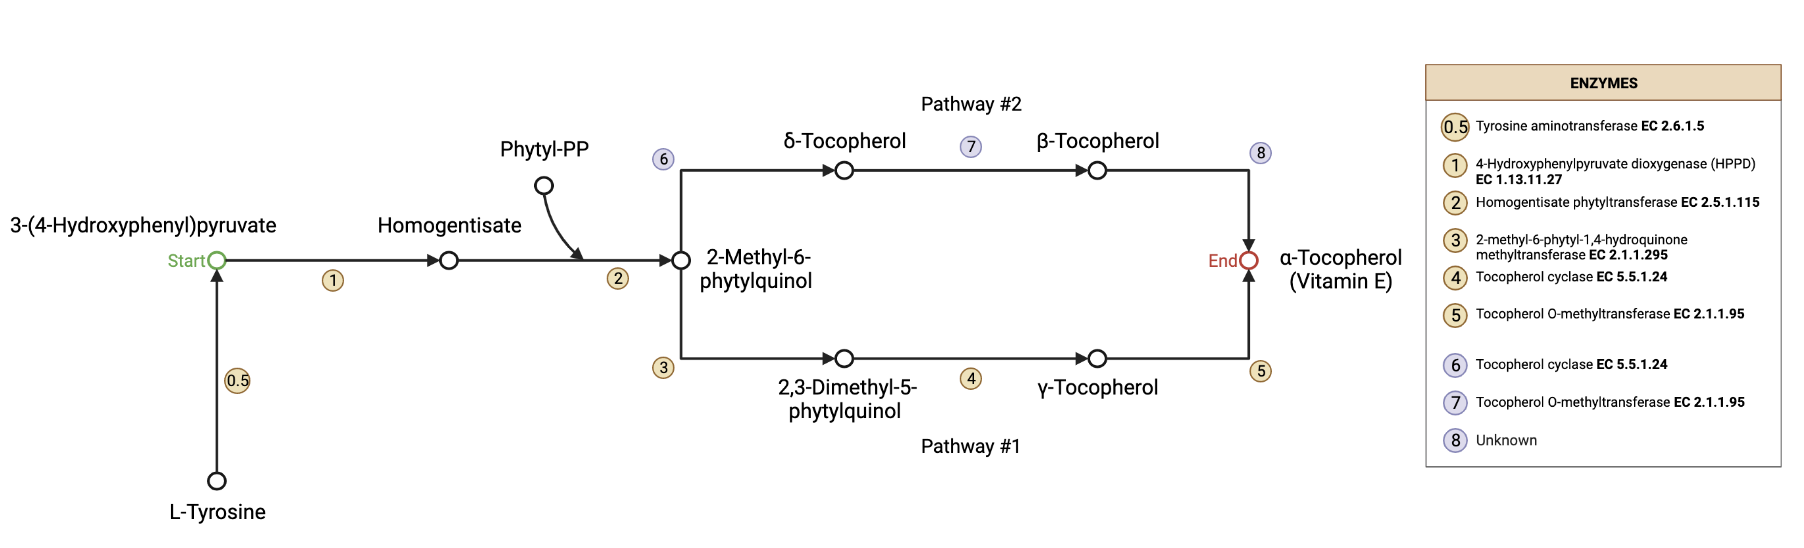 Pathway #2
Phytyl-PP
6
δ-Tocopherol
7
β-Tocopherol
8
3-(4-Hydroxyphenyl)pyruvate
Homogentisate
Start
1
2
2-Methyl-6-
phytylquinol
End
α-Tocopherol
(Vitamin E)
0.5
3
2,3-Dimethyl-5-
phytylquinol
4
γ-Tocopherol
5
Pathway #1
L-Tyrosine
ENZYMES
0.5 Tyrosine aminotransferase EC 2.6.1.5
1 4-Hydroxyphenylpyruvate dioxygenase (HPPD)
EC 1.13.11.27
2 Homogentisate phytyltransferase EC 2.5.1.115
3 2-methyl-6-phytyl-1,4-hydroquinone
methyltransferase EC 2.1.1.295
4 Tocopherol cyclase EC 5.5.1.24
5 Tocopherol O-methyltransferase EC 2.1.1.95
6 Tocopherol cyclase EC 5.5.1.24
7 Tocopherol O-methyltransferase EC 2.1.1.95
8 Unknown